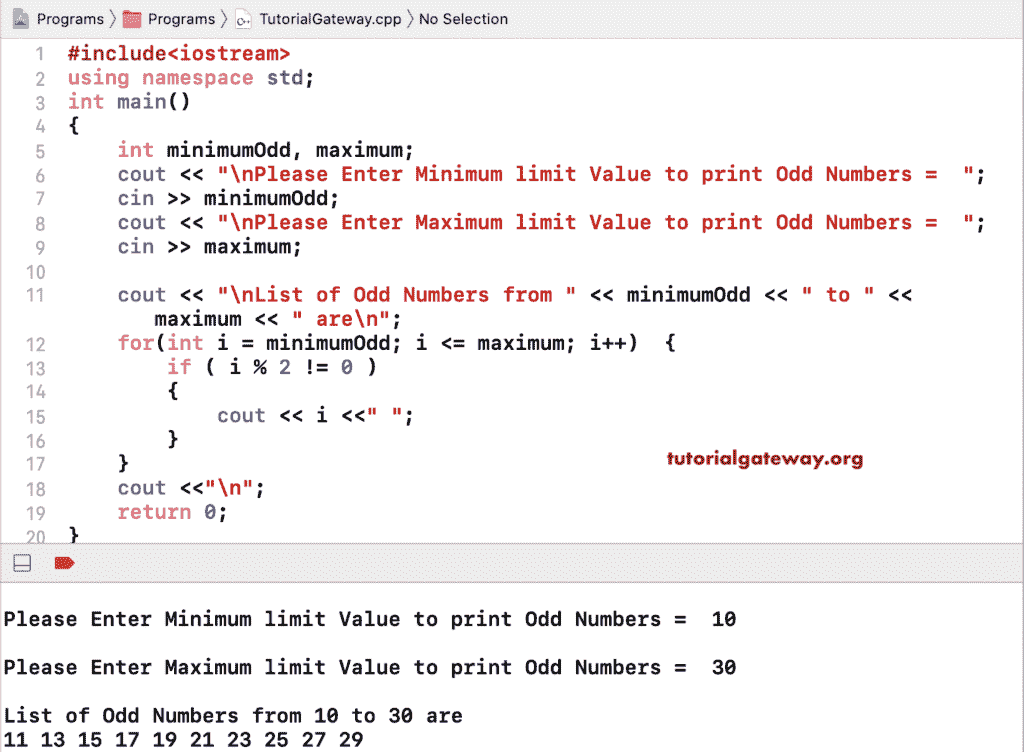 Programs 〉 Programs 〉 TutorialGateway.cpp 〉 No Selection
1 #include<iostream>
2 using namespace std;
3 int main()
4 {
5     int minimumOdd, maximum;
6     cout << "\nPlease Enter Minimum limit Value to print Odd Numbers =  ";
7     cin >> minimumOdd;
8     cout << "\nPlease Enter Maximum limit Value to print Odd Numbers =  ";
9     cin >> maximum;
10
11     cout << "\nList of Odd Numbers from " << minimumOdd << " to " <<
maximum << " are\n";
12     for(int i = minimumOdd; i <= maximum; i++)  {
13         if ( i % 2 != 0 )
14         {
15             cout << i <<" ";
16         }
17     }
tutorialgateway.org
18     cout <<"\n";
19     return 0;
20 }
Please Enter Minimum limit Value to print Odd Numbers =  10
Please Enter Maximum limit Value to print Odd Numbers =  30
List of Odd Numbers from 10 to 30 are
11 13 15 17 19 21 23 25 27 29